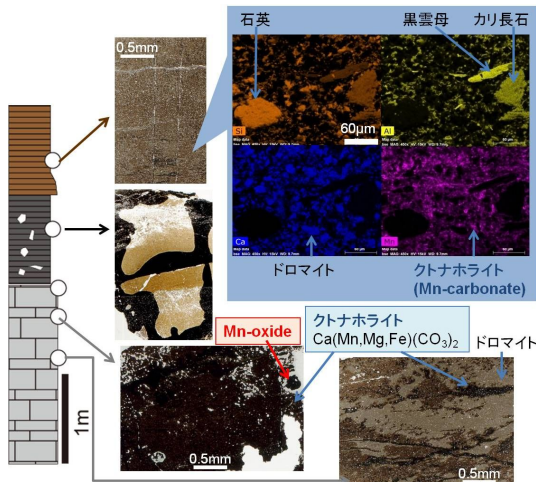 石英
黒雲母
カリ長石
0.5mm
Si
60μm
Al
Ca
Mn
ドロマイト
クトナホライト
(Mn-carbonate)
Mn-oxide
クトナホライト
Ca(Mn,Mg,Fe)(CO₃)₂
ドロマイト
1m
0.5mm
0.5mm